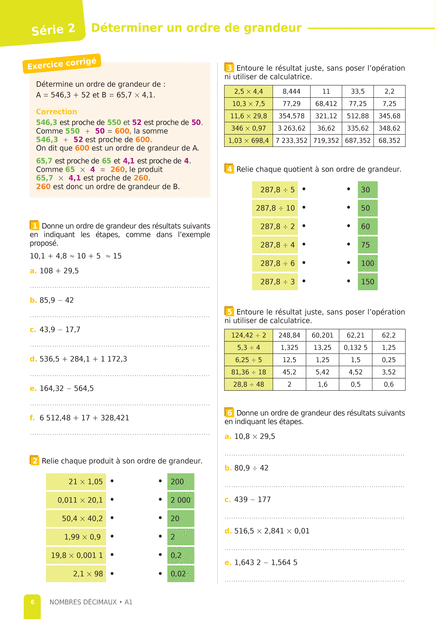 Série 2
Déterminer un ordre de grandeur
Exercice corrigé
Détermine un ordre de grandeur de :
A = 546,3 + 52 et B = 65,7 × 4,1.
Correction
546,3 est proche de 550 et 52 est proche de 50.
Comme 550 + 50 = 600, la somme
546,3 + 52 est proche de 600.
On dit que 600 est un ordre de grandeur de A.
65,7 est proche de 65 et 4,1 est proche de 4.
Comme 65 × 4 = 260, le produit
65,7 × 4,1 est proche de 260.
260 est donc un ordre de grandeur de B.
1 Donne un ordre de grandeur des résultats suivants
en indiquant les étapes, comme dans l'exemple
proposé.
10,1 + 4,8 ≈ 10 + 5 ≈ 15
a. 108 + 29,5
b. 85,9 − 42
c. 43,9 − 17,7
d. 536,5 + 284,1 + 1 172,3
e. 164,32 − 564,5
f. 6 512,48 + 17 + 328,421
2 Relie chaque produit à son ordre de grandeur.
21 × 1,05 • • 200
0,011 × 20,1 • • 2 000
50,4 × 40,2 • • 20
1,99 × 0,9 • • 2
19,8 × 0,001 1 • • 0,2
2,1 × 98 • • 0,02
3 Entoure le résultat juste, sans poser l'opération
ni utiliser de calculatrice.
2,5 × 4,4 8,444 11 33,5 2,2
10,3 × 7,5 77,29 68,412 77,25 7,25
11,6 × 29,8 354,578 321,12 512,88 345,68
346 × 0,97 3 263,62 36,62 335,62 348,62
1,03 × 698,4 7 233,352 719,352 687,352 68,352
4 Relie chaque quotient à son ordre de grandeur.
287,8 ÷ 5 • • 30
287,8 ÷ 10 • • 50
287,8 ÷ 2 • • 60
287,8 ÷ 4 • • 75
287,8 ÷ 6 • • 100
287,8 ÷ 3 • • 150
5 Entoure le résultat juste, sans poser l'opération
ni utiliser de calculatrice.
124,42 ÷ 2 248,84 60,201 62,21 62,2
5,3 ÷ 4 1,325 13,25 0,132 5 1,25
6,25 ÷ 5 12,5 1,25 1,5 0,25
81,36 ÷ 18 45,2 5,42 4,52 3,52
28,8 ÷ 48 2 1,6 0,5 0,6
6 Donne un ordre de grandeur des résultats suivants
en indiquant les étapes.
a. 10,8 × 29,5
b. 80,9 ÷ 42
c. 439 − 177
d. 516,5 × 2,841 × 0,01
e. 1,643 2 − 1,564 5
6 NOMBRES DÉCIMAUX • A1